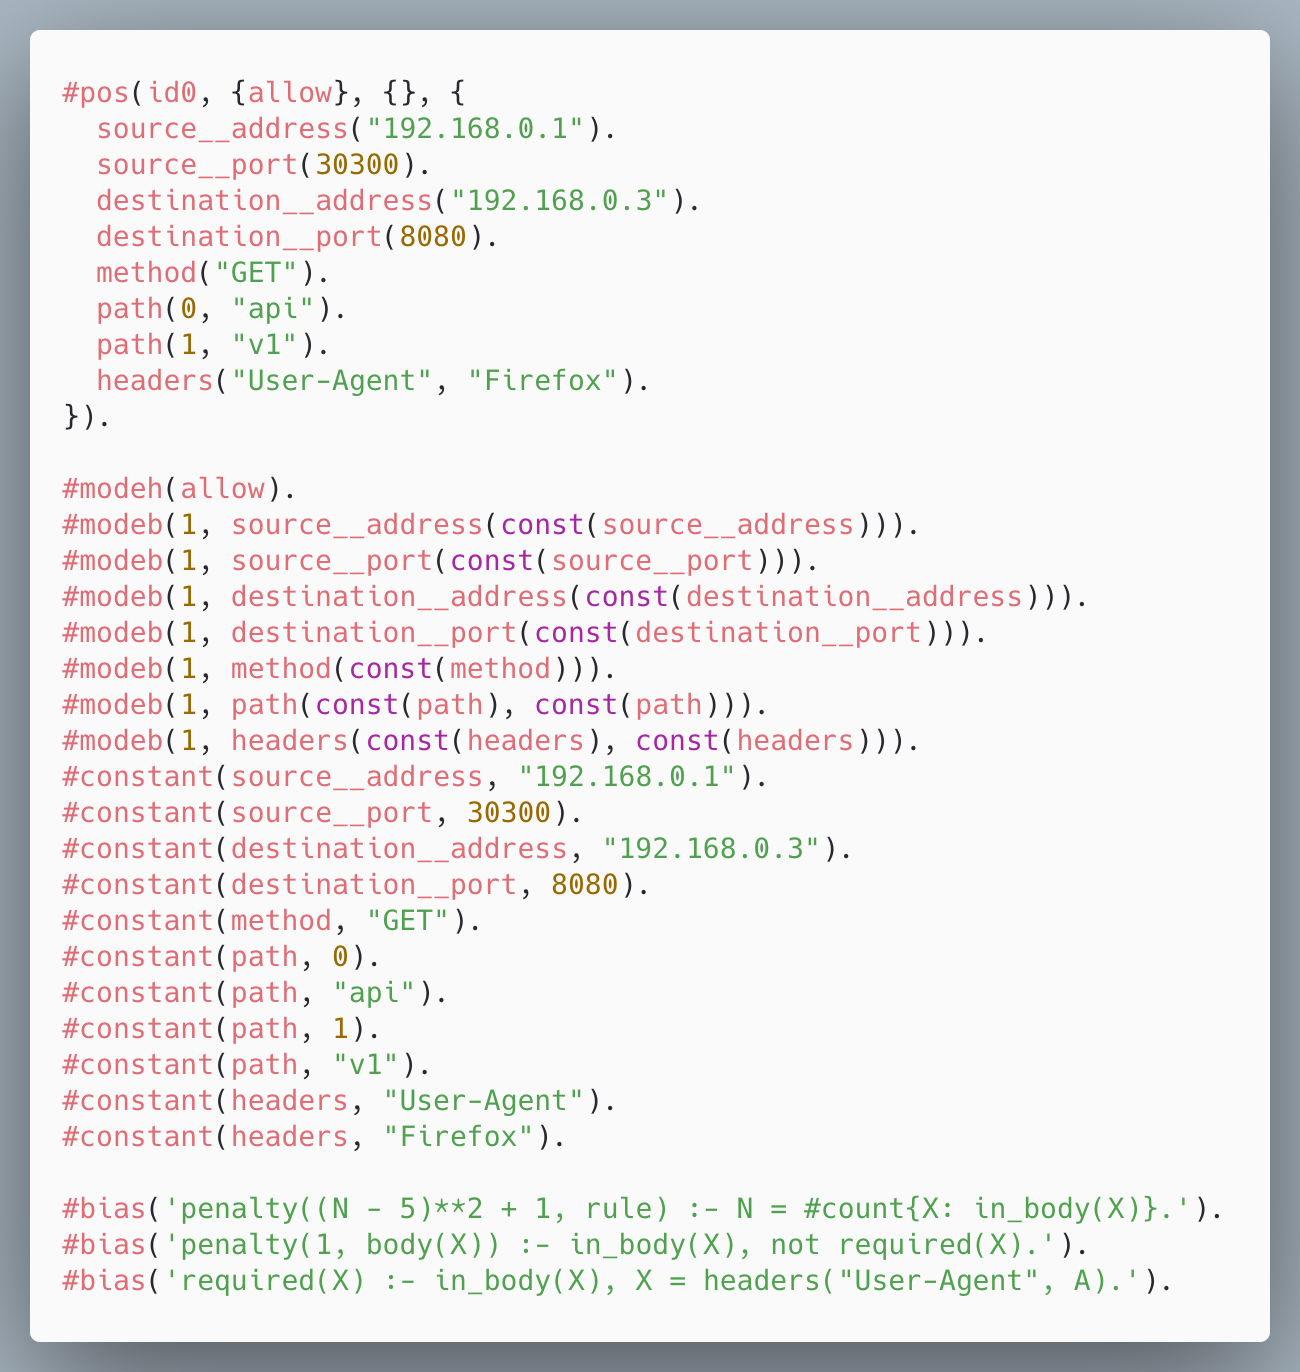 #pos(id0, {allow}, {}, {
  source__address("192.168.0.1").
  source__port(30300).
  destination__address("192.168.0.3").
  destination__port(8080).
  method("GET").
  path(0, "api").
  path(1, "v1").
  headers("User-Agent", "Firefox").
}).

#modeh(allow).
#modeb(1, source__address(const(source__address))).
#modeb(1, source__port(const(source__port))).
#modeb(1, destination__address(const(destination__address))).
#modeb(1, destination__port(const(destination__port))).
#modeb(1, method(const(method))).
#modeb(1, path(const(path), const(path))).
#modeb(1, headers(const(headers), const(headers))).
#constant(source__address, "192.168.0.1").
#constant(source__port, 30300).
#constant(destination__address, "192.168.0.3").
#constant(destination__port, 8080).
#constant(method, "GET").
#constant(path, 0).
#constant(path, "api").
#constant(path, 1).
#constant(path, "v1").
#constant(headers, "User-Agent").
#constant(headers, "Firefox").

#bias('penalty((N - 5)**2 + 1, rule) :- N = #count{X: in_body(X)}.').
#bias('penalty(1, body(X)) :- in_body(X), not required(X).').
#bias('required(X) :- in_body(X), X = headers("User-Agent", A).').